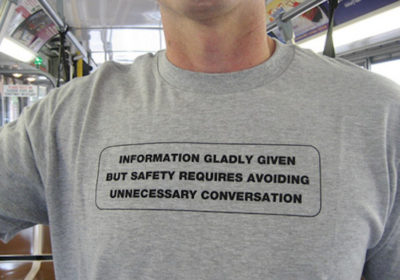 INFORMATION GLADLY GIVEN
BUT SAFETY REQUIRES AVOIDING
UNNECESSARY CONVERSATION